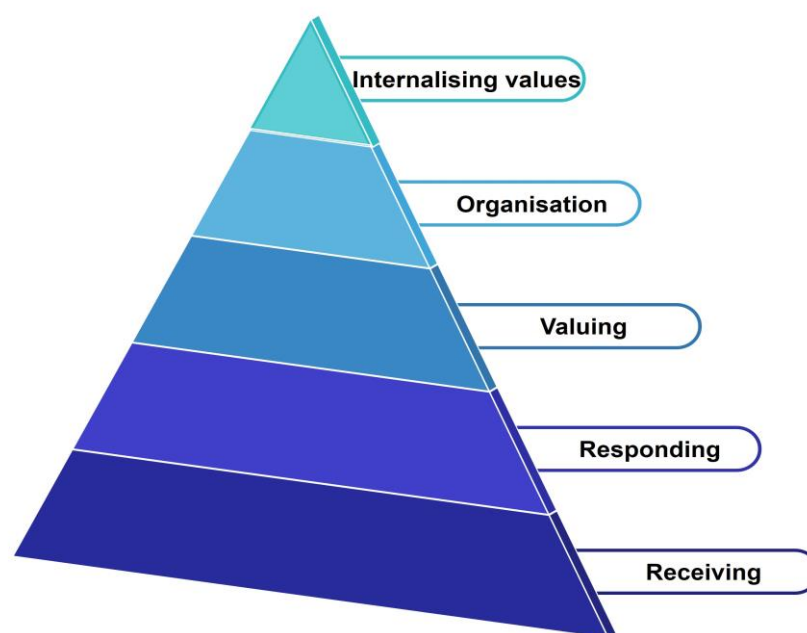 Internalising values
Organisation
Valuing
Responding
Receiving